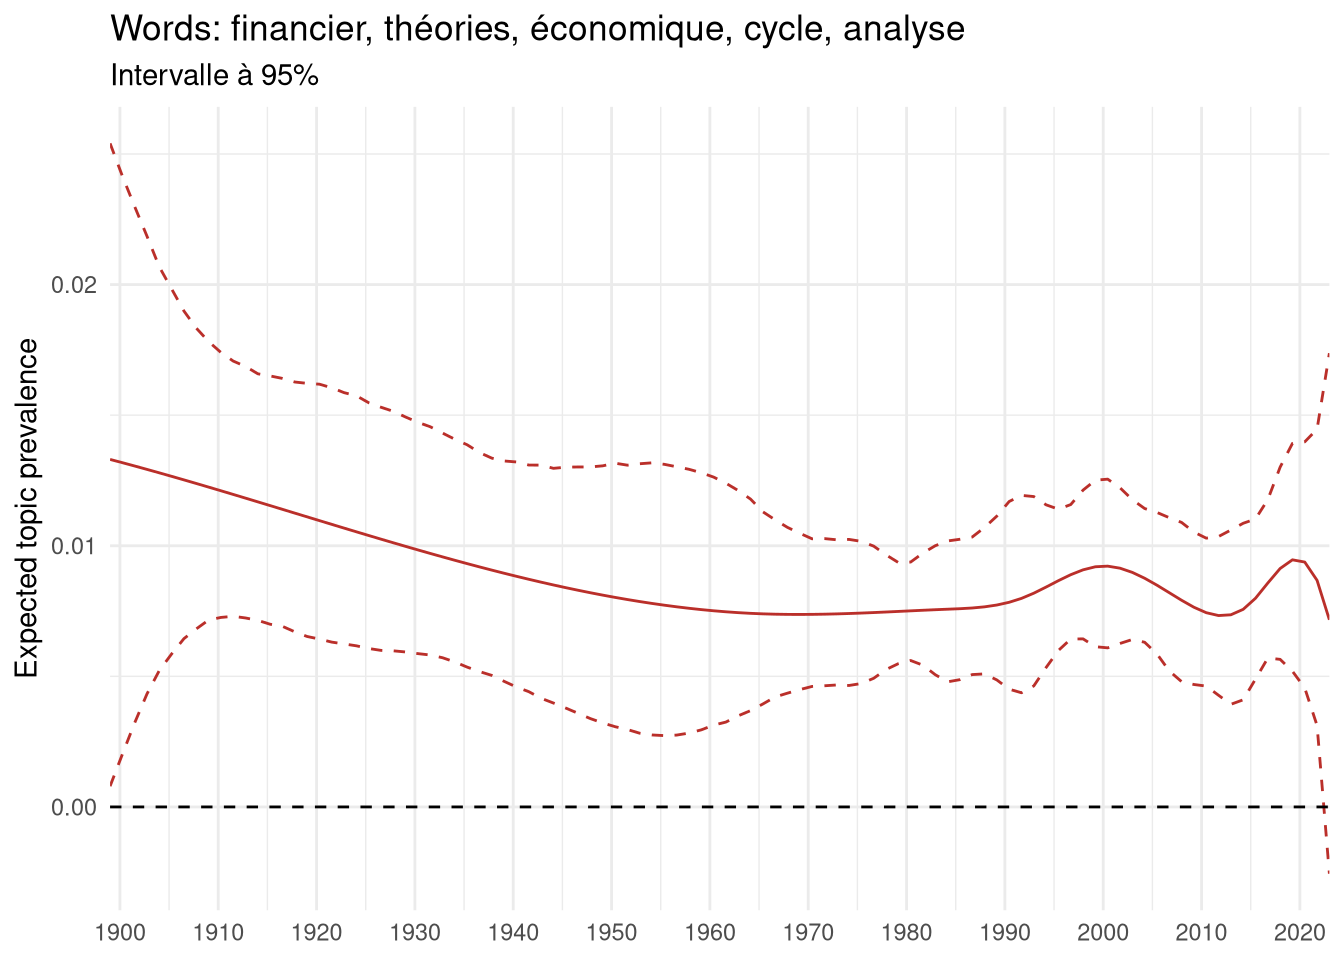 Words: financier, théories, économique, cycle, analyse
Intervalle à 95%
Expected topic prevalence
0.02
0.01
0.00
1900 1910 1920 1930 1940 1950 1960 1970 1980 1990 2000 2010 2020